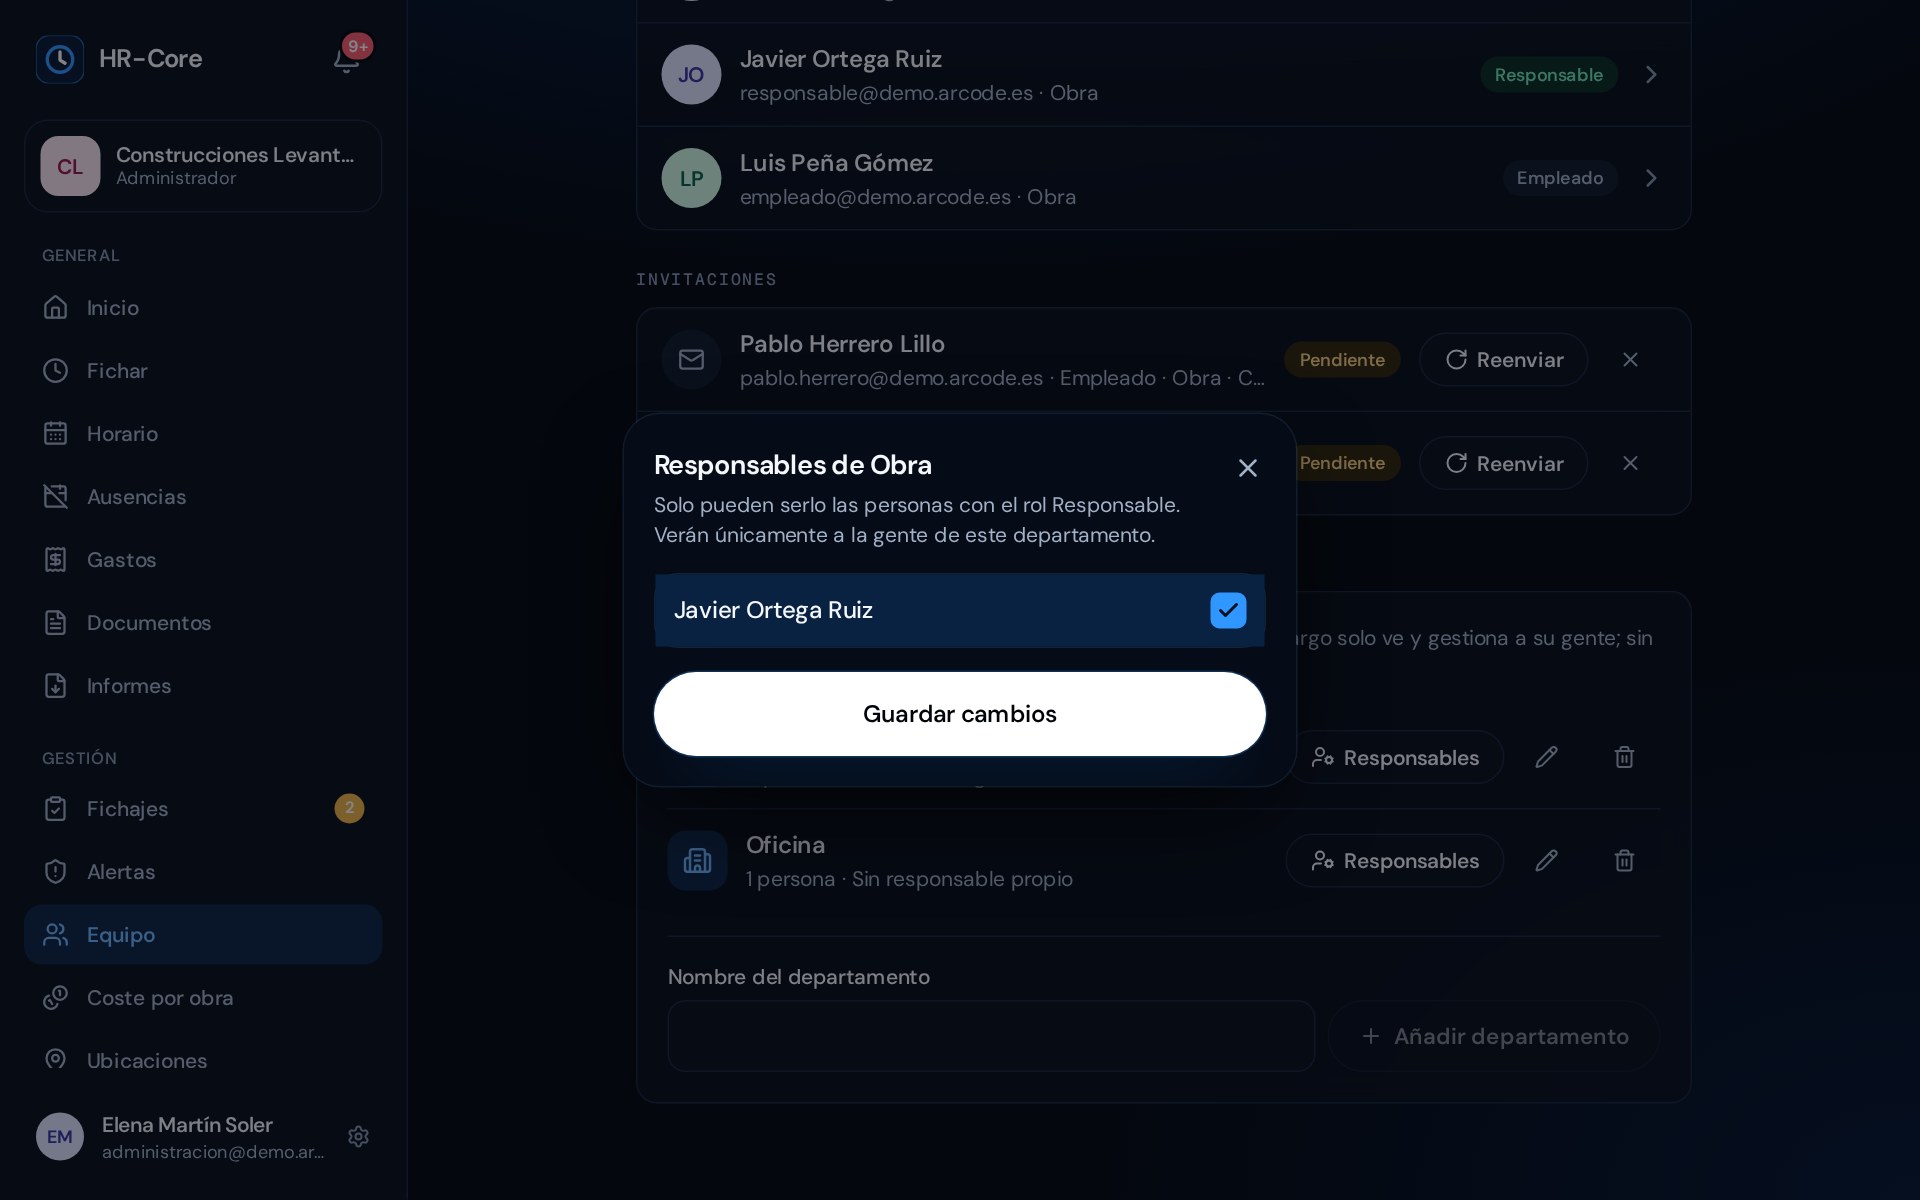 HR-Core
9+
CL
Construcciones Levant...
Administrador
GENERAL
Inicio
Fichar
Horario
Ausencias
Gastos
Documentos
Informes
GESTIÓN
Fichajes
2
Alertas
Equipo
Coste por obra
Ubicaciones
EM
Elena Martín Soler
administracion@demo.ar...
JO
Javier Ortega Ruiz
responsable@demo.arcode.es · Obra
Responsable
LP
Luis Peña Gómez
empleado@demo.arcode.es · Obra
Empleado
INVITACIONES
Pablo Herrero Lillo
pablo.herrero@demo.arcode.es · Empleado · Obra · C...
Pendiente
Reenviar
Pendiente
Reenviar
Responsables de Obra
Solo pueden serlo las personas con el rol Responsable.
Verán únicamente a la gente de este departamento.
Javier Ortega Ruiz
Guardar cambios
solo ve y gestiona a su gente; sin
Responsables
Oficina
1 persona · Sin responsable propio
Responsables
Nombre del departamento
Añadir departamento